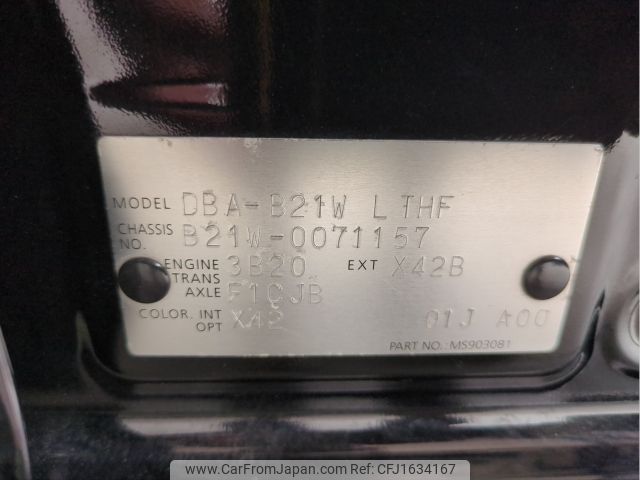 MODEL DBA-B21W LTHF
CHASSIS NO. B21W-0071157
ENGINE 3B20 EXT X42B
TRANS AXLE F1CJB
COLOR. INT OPT X42 01J A00
PART NO.: MS903081
www.CarFromJapan.com | REFNO: CFJ1634167